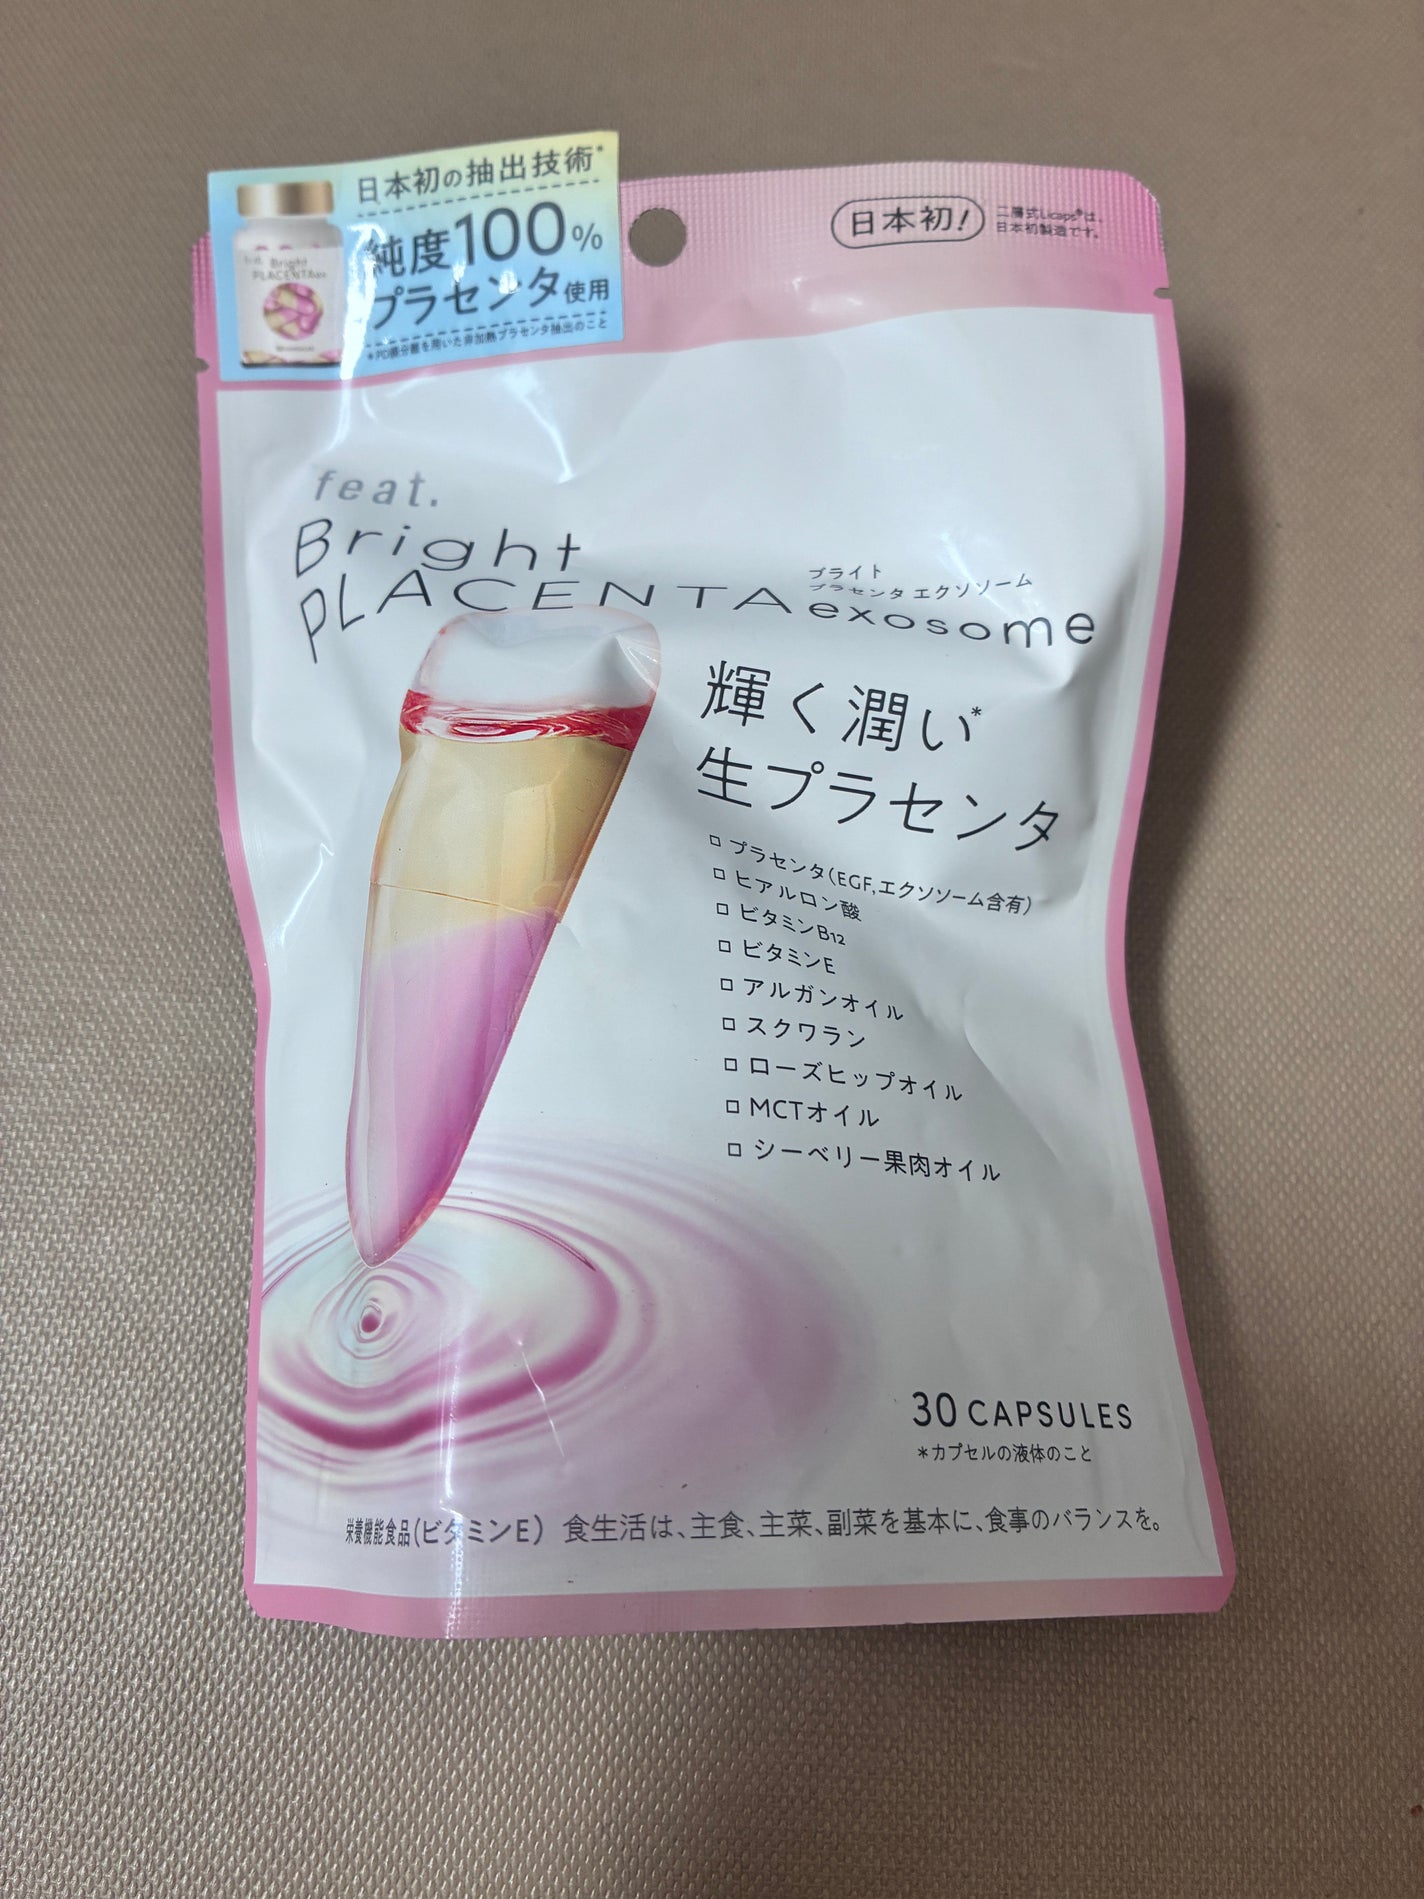 日本初の抽出技術*
純度100%
プラセンタ使用
*PD膜分離を用いた非加熱プラセンタ抽出のこと
Bright
PLACENTA
日本初!
二層式Licaps®は、
日本初製造です。
feat.
Bright
PLACENTA exosome
ブライト
プラセンタ エクソソーム
輝く潤い*
生プラセンタ
□ プラセンタ(EGF,エクソソーム含有)
□ ヒアルロン酸
□ ビタミンB12
□ ビタミンE
□ アルガンオイル
□ スクワラン
□ ローズヒップオイル
□ MCTオイル
□ シーベリー果肉オイル
30 CAPSULES
*カプセルの液体のこと
栄養機能食品(ビタミンE) 食生活は、主食、主菜、副菜を基本に、食事のバランスを。